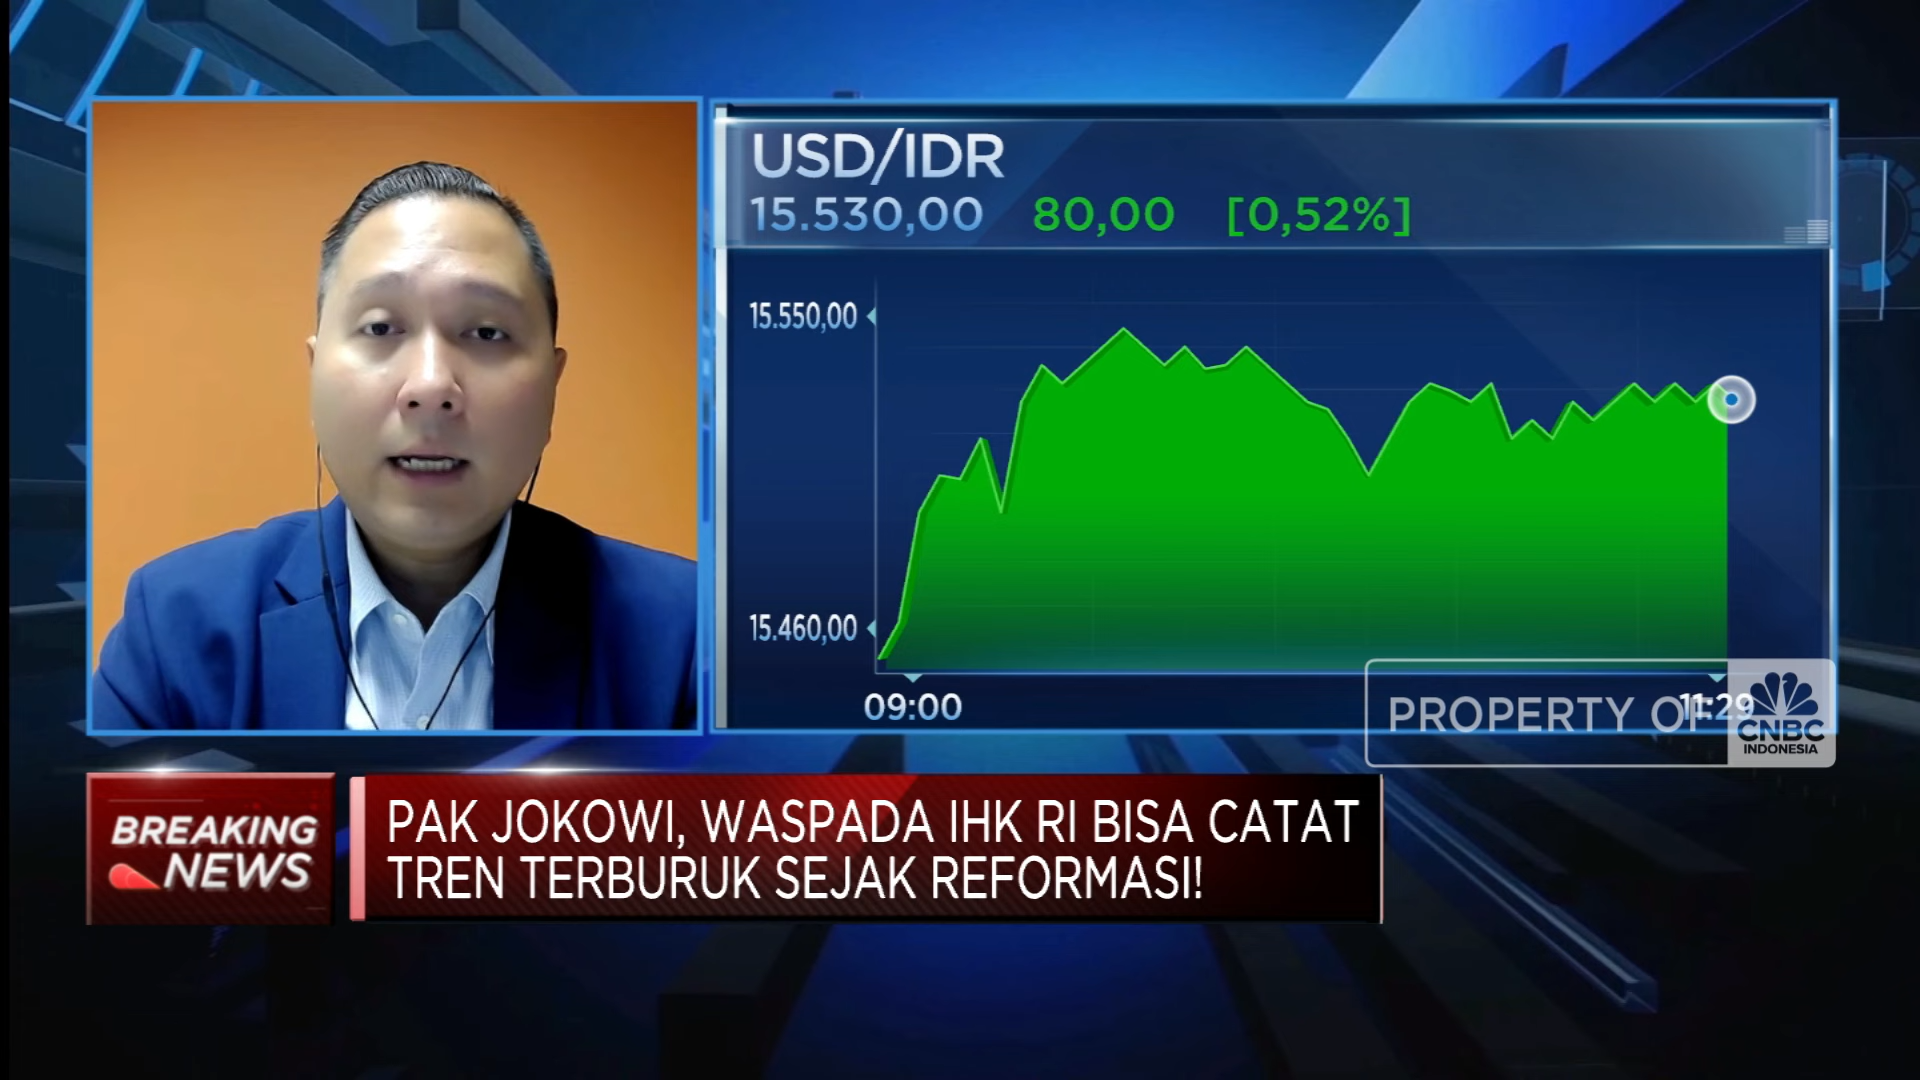 USD/IDR
15.530,00 80,00 [0,52%]
15.550,00
15.460,00
09:00
11:29
PROPERTY OF
CNBC
INDONESIA
BREAKING
NEWS
PAK JOKOWI, WASPADA IHK RI BISA CATAT
TREN TERBURUK SEJAK REFORMASI!